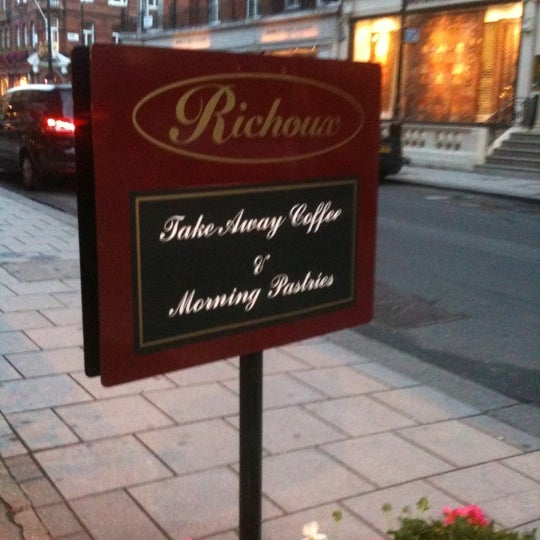 Richoux
Take Away Coffee
&
Morning Pastries